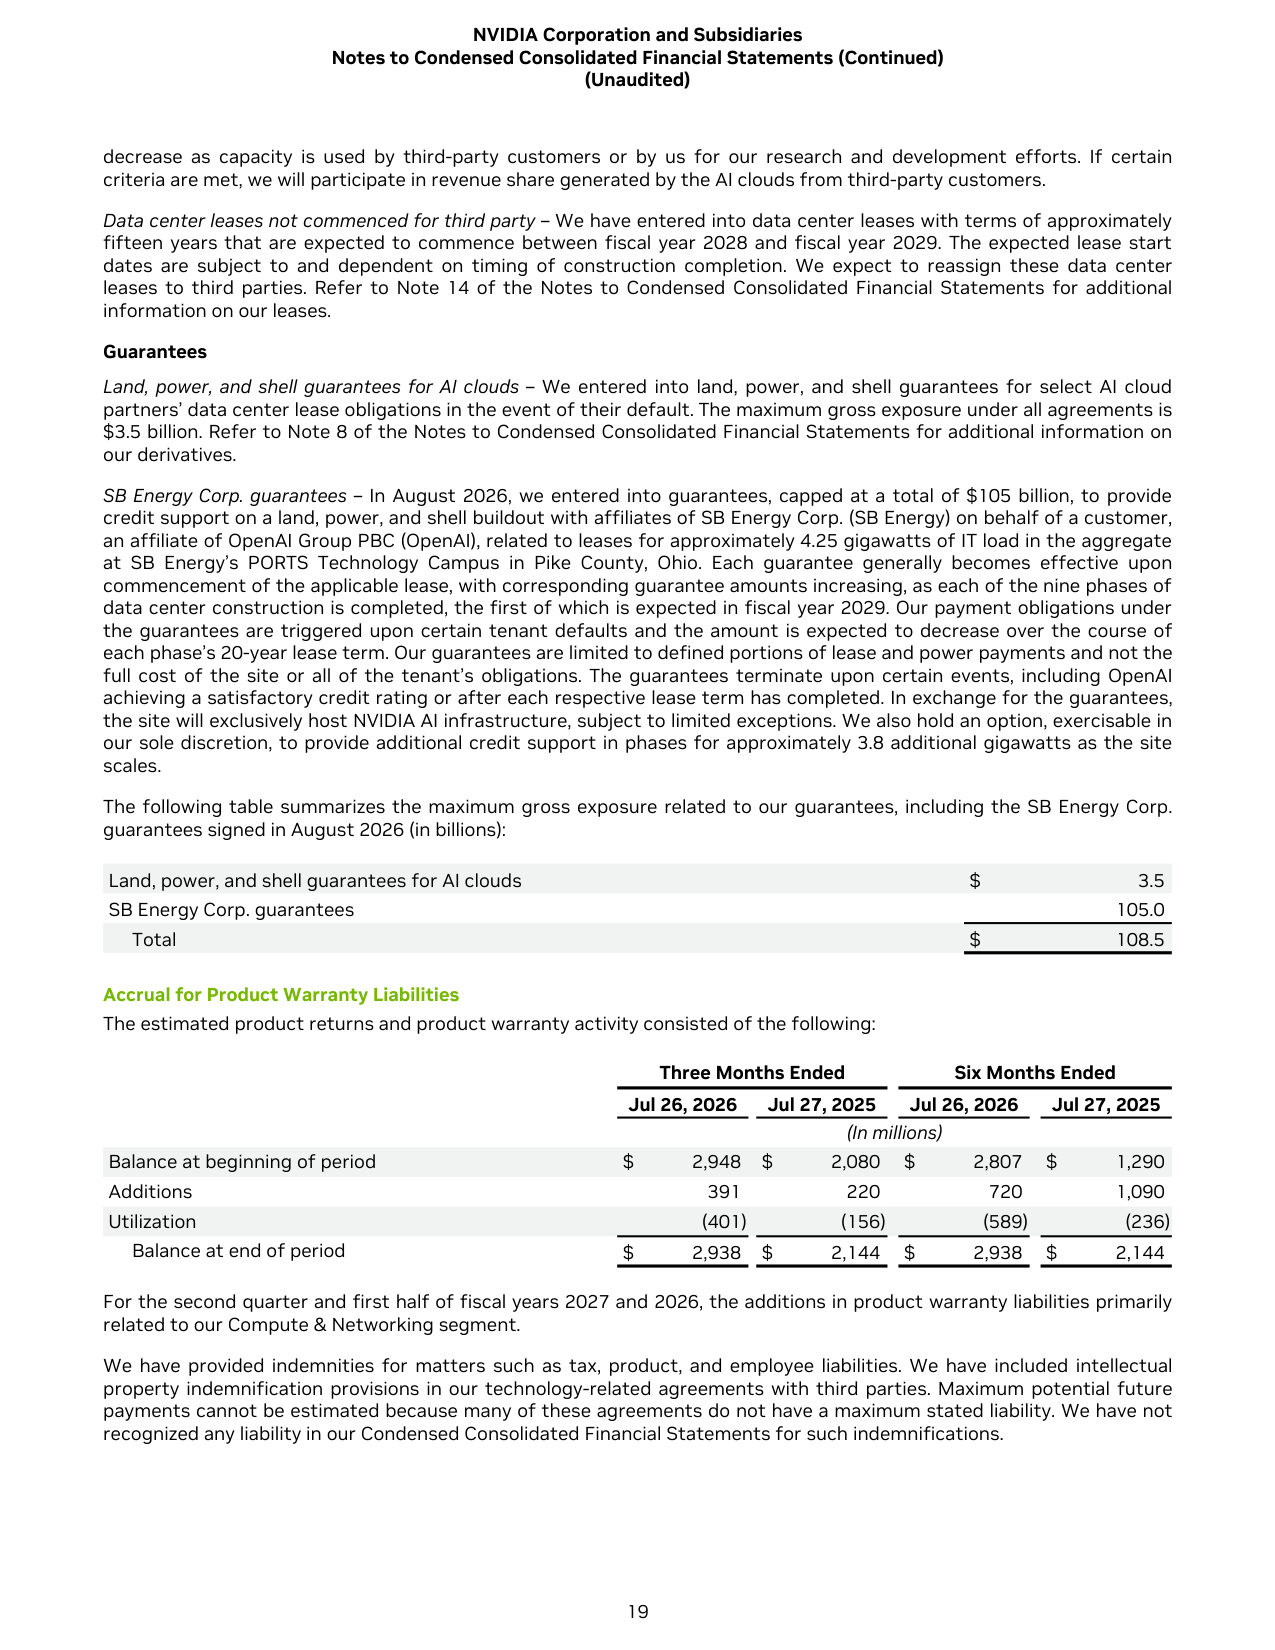 NVIDIA Corporation and Subsidiaries
Notes to Condensed Consolidated Financial Statements (Continued)
(Unaudited)
decrease as capacity is used by third-party customers or by us for our research and development efforts. If certain
criteria are met, we will participate in revenue share generated by the AI clouds from third-party customers.
Data center leases not commenced for third party – We have entered into data center leases with terms of approximately
fifteen years that are expected to commence between fiscal year 2028 and fiscal year 2029. The expected lease start
dates are subject to and dependent on timing of construction completion. We expect to reassign these data center
leases to third parties. Refer to Note 14 of the Notes to Condensed Consolidated Financial Statements for additional
information on our leases.
Guarantees
Land, power, and shell guarantees for AI clouds – We entered into land, power, and shell guarantees for select AI cloud
partners’ data center lease obligations in the event of their default. The maximum gross exposure under all agreements is
$3.5 billion. Refer to Note 8 of the Notes to Condensed Consolidated Financial Statements for additional information on
our derivatives.
SB Energy Corp. guarantees – In August 2026, we entered into guarantees, capped at a total of $105 billion, to provide
credit support on a land, power, and shell buildout with affiliates of SB Energy Corp. (SB Energy) on behalf of a customer,
an affiliate of OpenAI Group PBC (OpenAI), related to leases for approximately 4.25 gigawatts of IT load in the aggregate
at SB Energy’s PORTS Technology Campus in Pike County, Ohio. Each guarantee generally becomes effective upon
commencement of the applicable lease, with corresponding guarantee amounts increasing, as each of the nine phases of
data center construction is completed, the first of which is expected in fiscal year 2029. Our payment obligations under
the guarantees are triggered upon certain tenant defaults and the amount is expected to decrease over the course of
each phase’s 20-year lease term. Our guarantees are limited to defined portions of lease and power payments and not the
full cost of the site or all of the tenant’s obligations. The guarantees terminate upon certain events, including OpenAI
achieving a satisfactory credit rating or after each respective lease term has completed. In exchange for the guarantees,
the site will exclusively host NVIDIA AI infrastructure, subject to limited exceptions. We also hold an option, exercisable in
our sole discretion, to provide additional credit support in phases for approximately 3.8 additional gigawatts as the site
scales.
The following table summarizes the maximum gross exposure related to our guarantees, including the SB Energy Corp.
guarantees signed in August 2026 (in billions):
Land, power, and shell guarantees for AI clouds $ 3.5
SB Energy Corp. guarantees 105.0
Total $ 108.5
Accrual for Product Warranty Liabilities
The estimated product returns and product warranty activity consisted of the following:
Three Months Ended Six Months Ended
Jul 26, 2026 Jul 27, 2025 Jul 26, 2026 Jul 27, 2025
(In millions)
Balance at beginning of period $ 2,948 $ 2,080 $ 2,807 $ 1,290
Additions 391 220 720 1,090
Utilization (401) (156) (589) (236)
Balance at end of period $ 2,938 $ 2,144 $ 2,938 $ 2,144
For the second quarter and first half of fiscal years 2027 and 2026, the additions in product warranty liabilities primarily
related to our Compute & Networking segment.
We have provided indemnities for matters such as tax, product, and employee liabilities. We have included intellectual
property indemnification provisions in our technology-related agreements with third parties. Maximum potential future
payments cannot be estimated because many of these agreements do not have a maximum stated liability. We have not
recognized any liability in our Condensed Consolidated Financial Statements for such indemnifications.
19